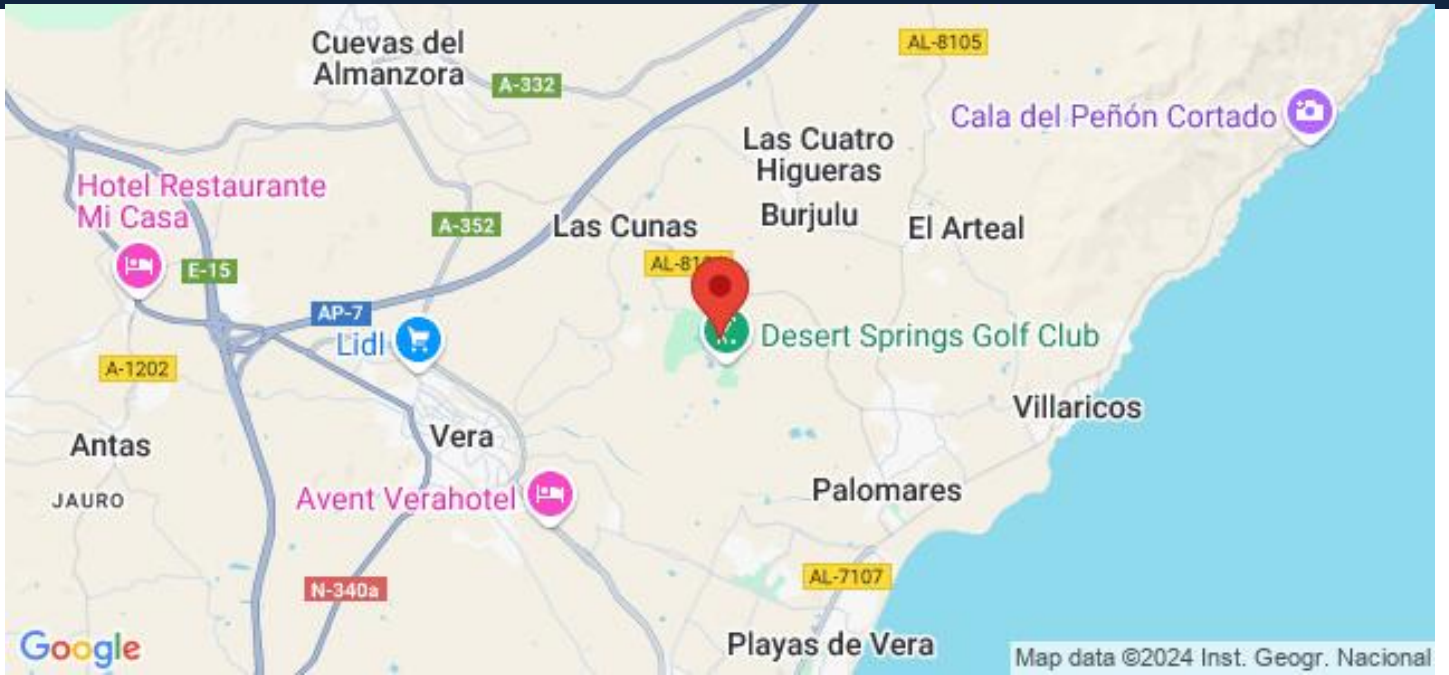 Cuevas del
Almanzora
A-332
AL-8105
Cala del Peñón Cortado
Las Cuatro
Higueras
Hotel Restaurante
Mi Casa
A-352
Las Cunas
Burjulu
El Arteal
E-15
AP-7
Lidl
Desert Springs Golf Club
A-1202
Villaricos
Antas
Vera
JAURO
Avent Verahotel
Palomares
N-340a
AL-7107
Playas de Vera
Google
Map data ©2024 Inst. Geogr. Nacional